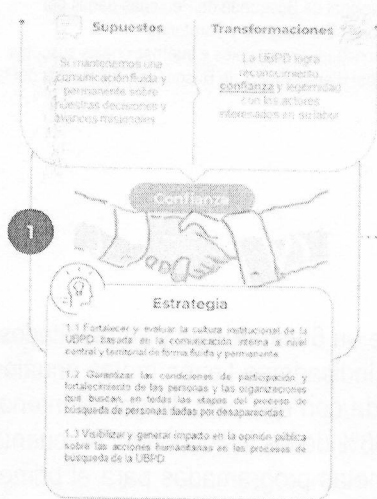 Supuestos
Si mantenemos una
comunicación fluida y
permanente sobre
nuestras decisiones y
avances misionales
Transformaciones
La UBPD logra
reconocimiento,
confianza y legitimidad
con los actores
interesados en su labor
Confianza
1
Estrategia
1.1 Fortalecer y evaluar la cultura institucional de la
UBPD basada en la comunicación interna a nivel
central y territorial de forma fluida y permanente.
1.2 Garantizar las condiciones de participación y
fortalecimiento de las personas y las organizaciones
que buscan, en todas las etapas del proceso de
búsqueda de personas dadas por desaparecidas.
1.3 Visibilizar y generar impacto en la opinión pública
sobre las acciones humanitarias en los procesos de
búsqueda de la UBPD